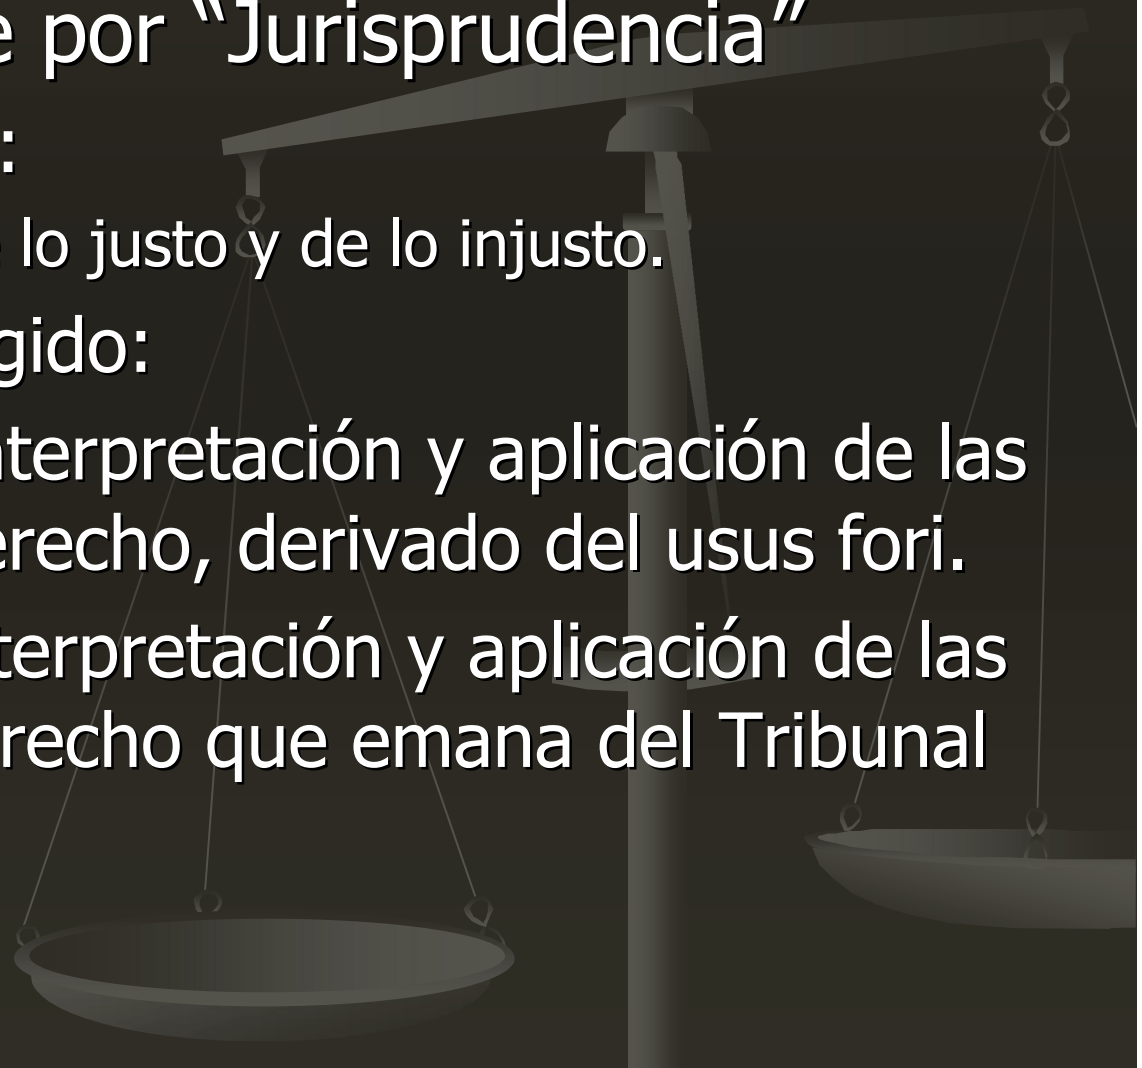 e por “Jurisprudencia”
:
e lo justo y de lo injusto.
gido:
nterpretación y aplicación de las
erecho, derivado del usus fori.
terpretación y aplicación de las
recho que emana del Tribunal